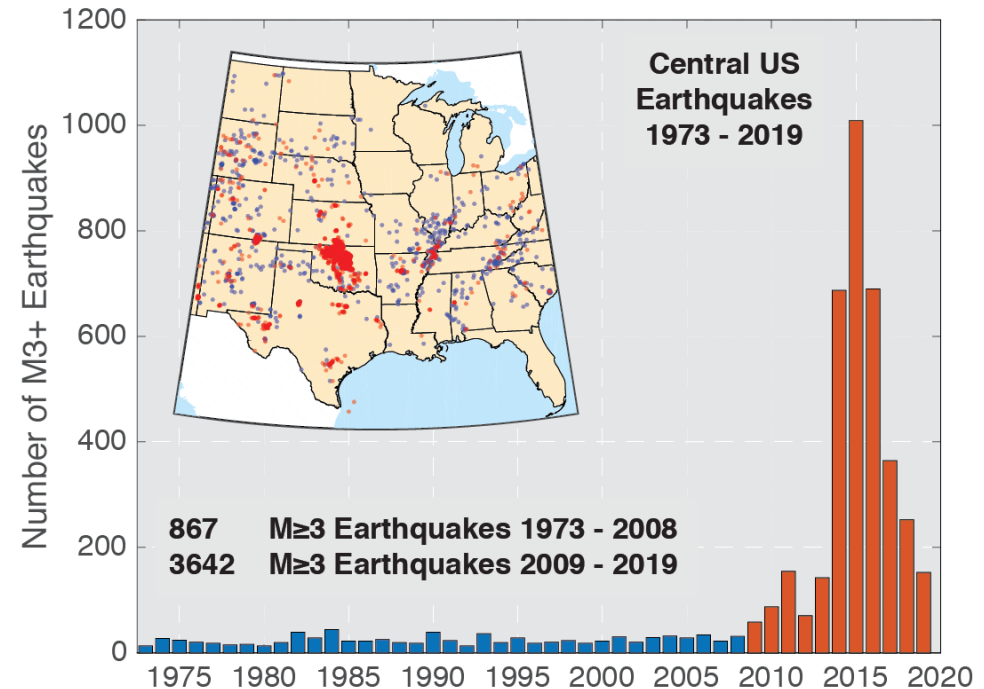 1200
1000
800
600
400
200
0
Number of M3+ Earthquakes
Central US
Earthquakes
1973 - 2019
867 M≥3 Earthquakes 1973 - 2008
3642 M≥3 Earthquakes 2009 - 2019
1975 1980 1985 1990 1995 2000 2005 2010 2015 2020